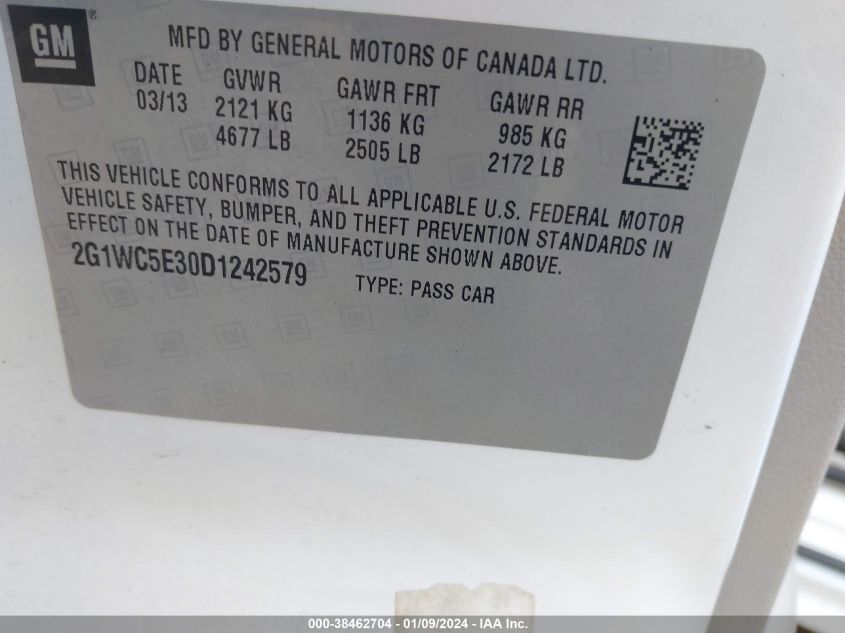 GM
MFD BY GENERAL MOTORS OF CANADA LTD.
DATE GVWR GAWR FRT GAWR RR
03/13 2121 KG 1136 KG 985 KG
4677 LB 2505 LB 2172 LB
THIS VEHICLE CONFORMS TO ALL APPLICABLE U.S. FEDERAL MOTOR
VEHICLE SAFETY, BUMPER, AND THEFT PREVENTION STANDARDS IN
EFFECT ON THE DATE OF MANUFACTURE SHOWN ABOVE.
2G1WC5E30D1242579 TYPE: PASS CAR
000-38462704 - 01/09/2024 - IAA Inc.